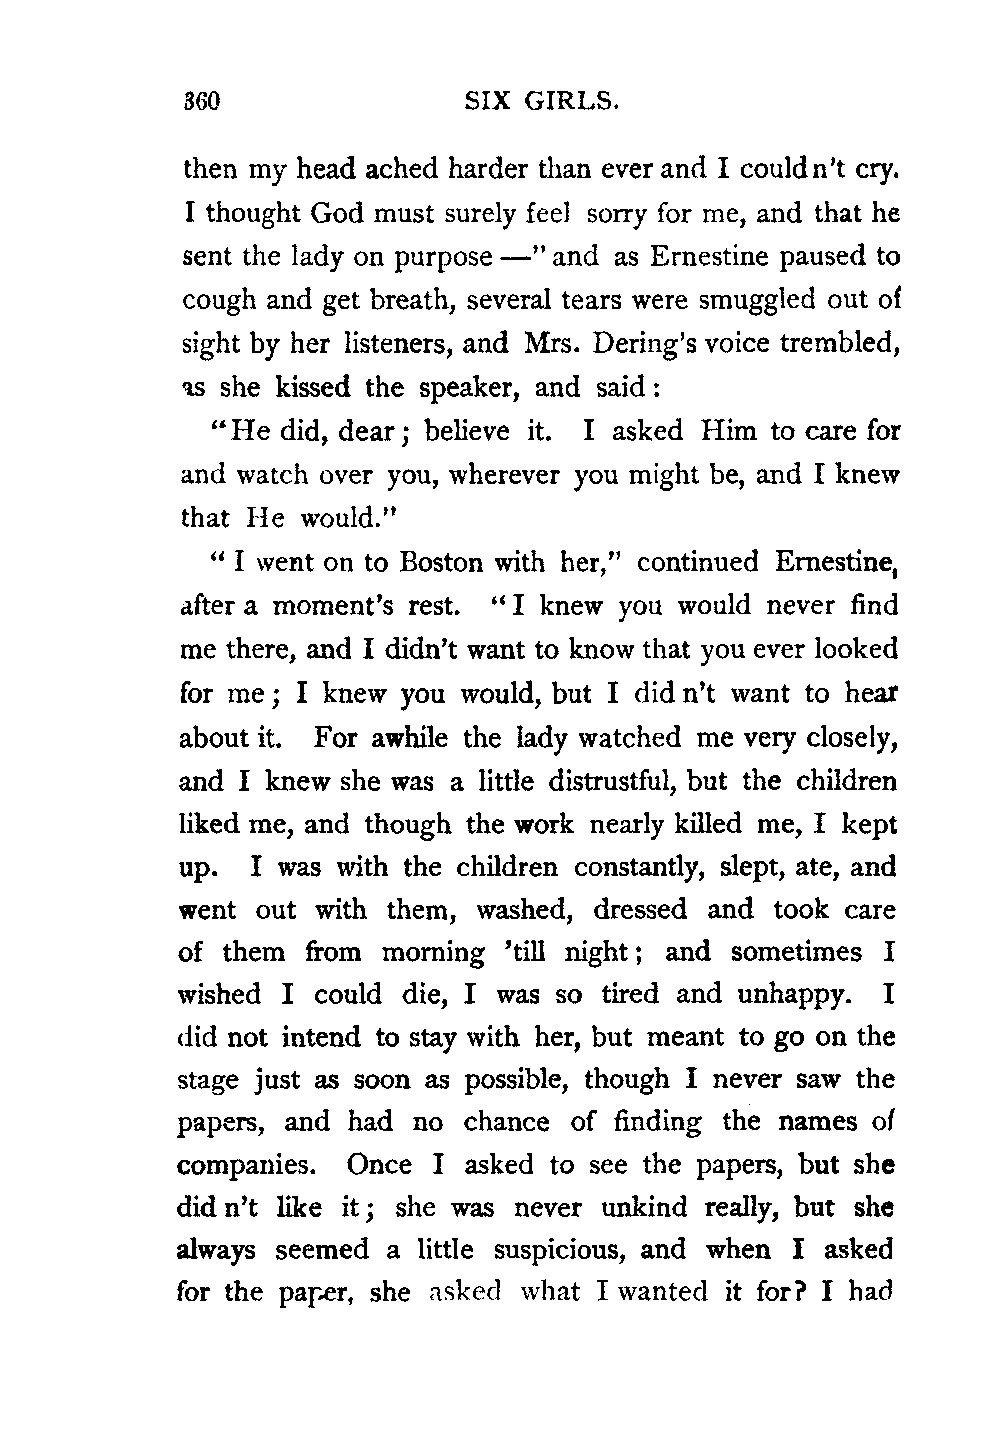 360 SIX GIRLS.
then my head ached harder than ever and I couldn't cry.
I thought God must surely feel sorry for me, and that he
sent the lady on purpose —" and as Ernestine paused to
cough and get breath, several tears were smuggled out of
sight by her listeners, and Mrs. Dering's voice trembled,
as she kissed the speaker, and said :
"He did, dear ; believe it. I asked Him to care for
and watch over you, wherever you might be, and I knew
that He would."
" I went on to Boston with her," continued Ernestine,
after a moment's rest. "I knew you would never find
me there, and I didn't want to know that you ever looked
for me ; I knew you would, but I did n't want to hear
about it. For awhile the lady watched me very closely,
and I knew she was a little distrustful, but the children
liked me, and though the work nearly killed me, I kept
up. I was with the children constantly, slept, ate, and
went out with them, washed, dressed and took care
of them from morning 'till night ; and sometimes I
wished I could die, I was so tired and unhappy. I
did not intend to stay with her, but meant to go on the
stage just as soon as possible, though I never saw the
papers, and had no chance of finding the names of
companies. Once I asked to see the papers, but she
did n't like it ; she was never unkind really, but she
always seemed a little suspicious, and when I asked
for the paper, she asked what I wanted it for? I had